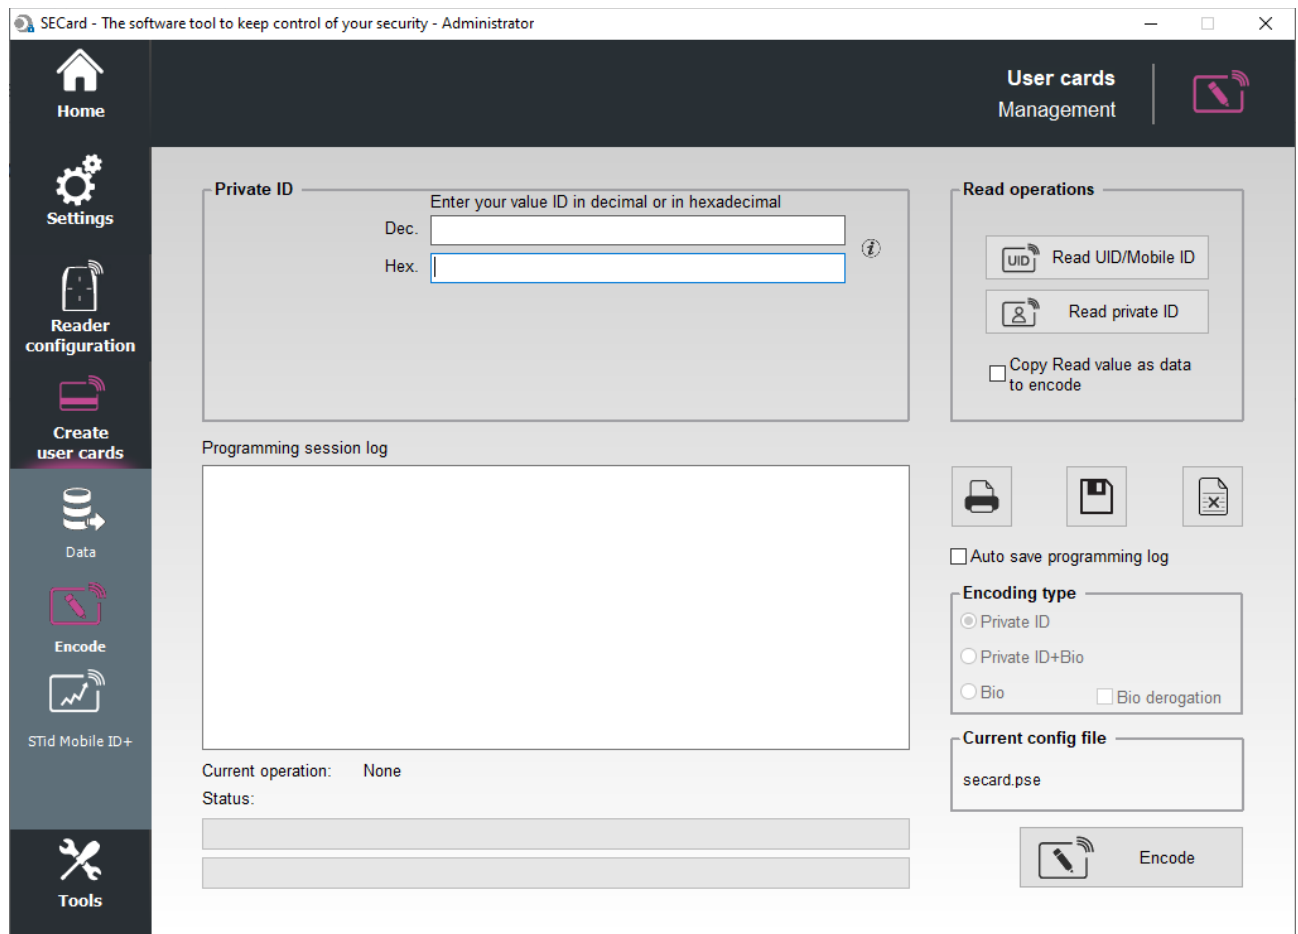 SECard - The software tool to keep control of your security - Administrator
Home
User cards
Management
Settings
Reader
configuration
Create
user cards
Data
Encode
STid Mobile ID+
Tools
Private ID
Enter your value ID in decimal or in hexadecimal
Dec.
Hex.
i
Read operations
UID
Read UID/Mobile ID
Read private ID
Copy Read value as data
to encode
Programming session log
Auto save programming log
Encoding type
Private ID
Private ID+Bio
Bio
Bio derogation
Current config file
secard.pse
Current operation: None
Status:
Encode